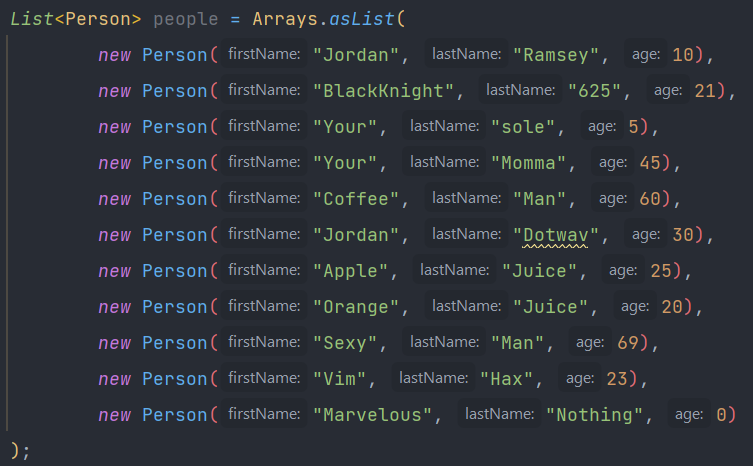 List<Person> people = Arrays.asList(
new Person( firstName: "Jordan", lastName: "Ramsey", age: 10),
new Person( firstName: "BlackKnight", lastName: "625", age: 21),
new Person( firstName: "Your", lastName: "sole", age: 5),
new Person( firstName: "Your", lastName: "Momma", age: 45),
new Person( firstName: "Coffee", lastName: "Man", age: 60),
new Person( firstName: "Jordan", lastName: "Dotwav", age: 30),
new Person( firstName: "Apple", lastName: "Juice", age: 25),
new Person( firstName: "Orange", lastName: "Juice", age: 20),
new Person( firstName: "Sexy", lastName: "Man", age: 69),
new Person( firstName: "Vim", lastName: "Hax", age: 23),
new Person( firstName: "Marvelous", lastName: "Nothing", age: 0)
);